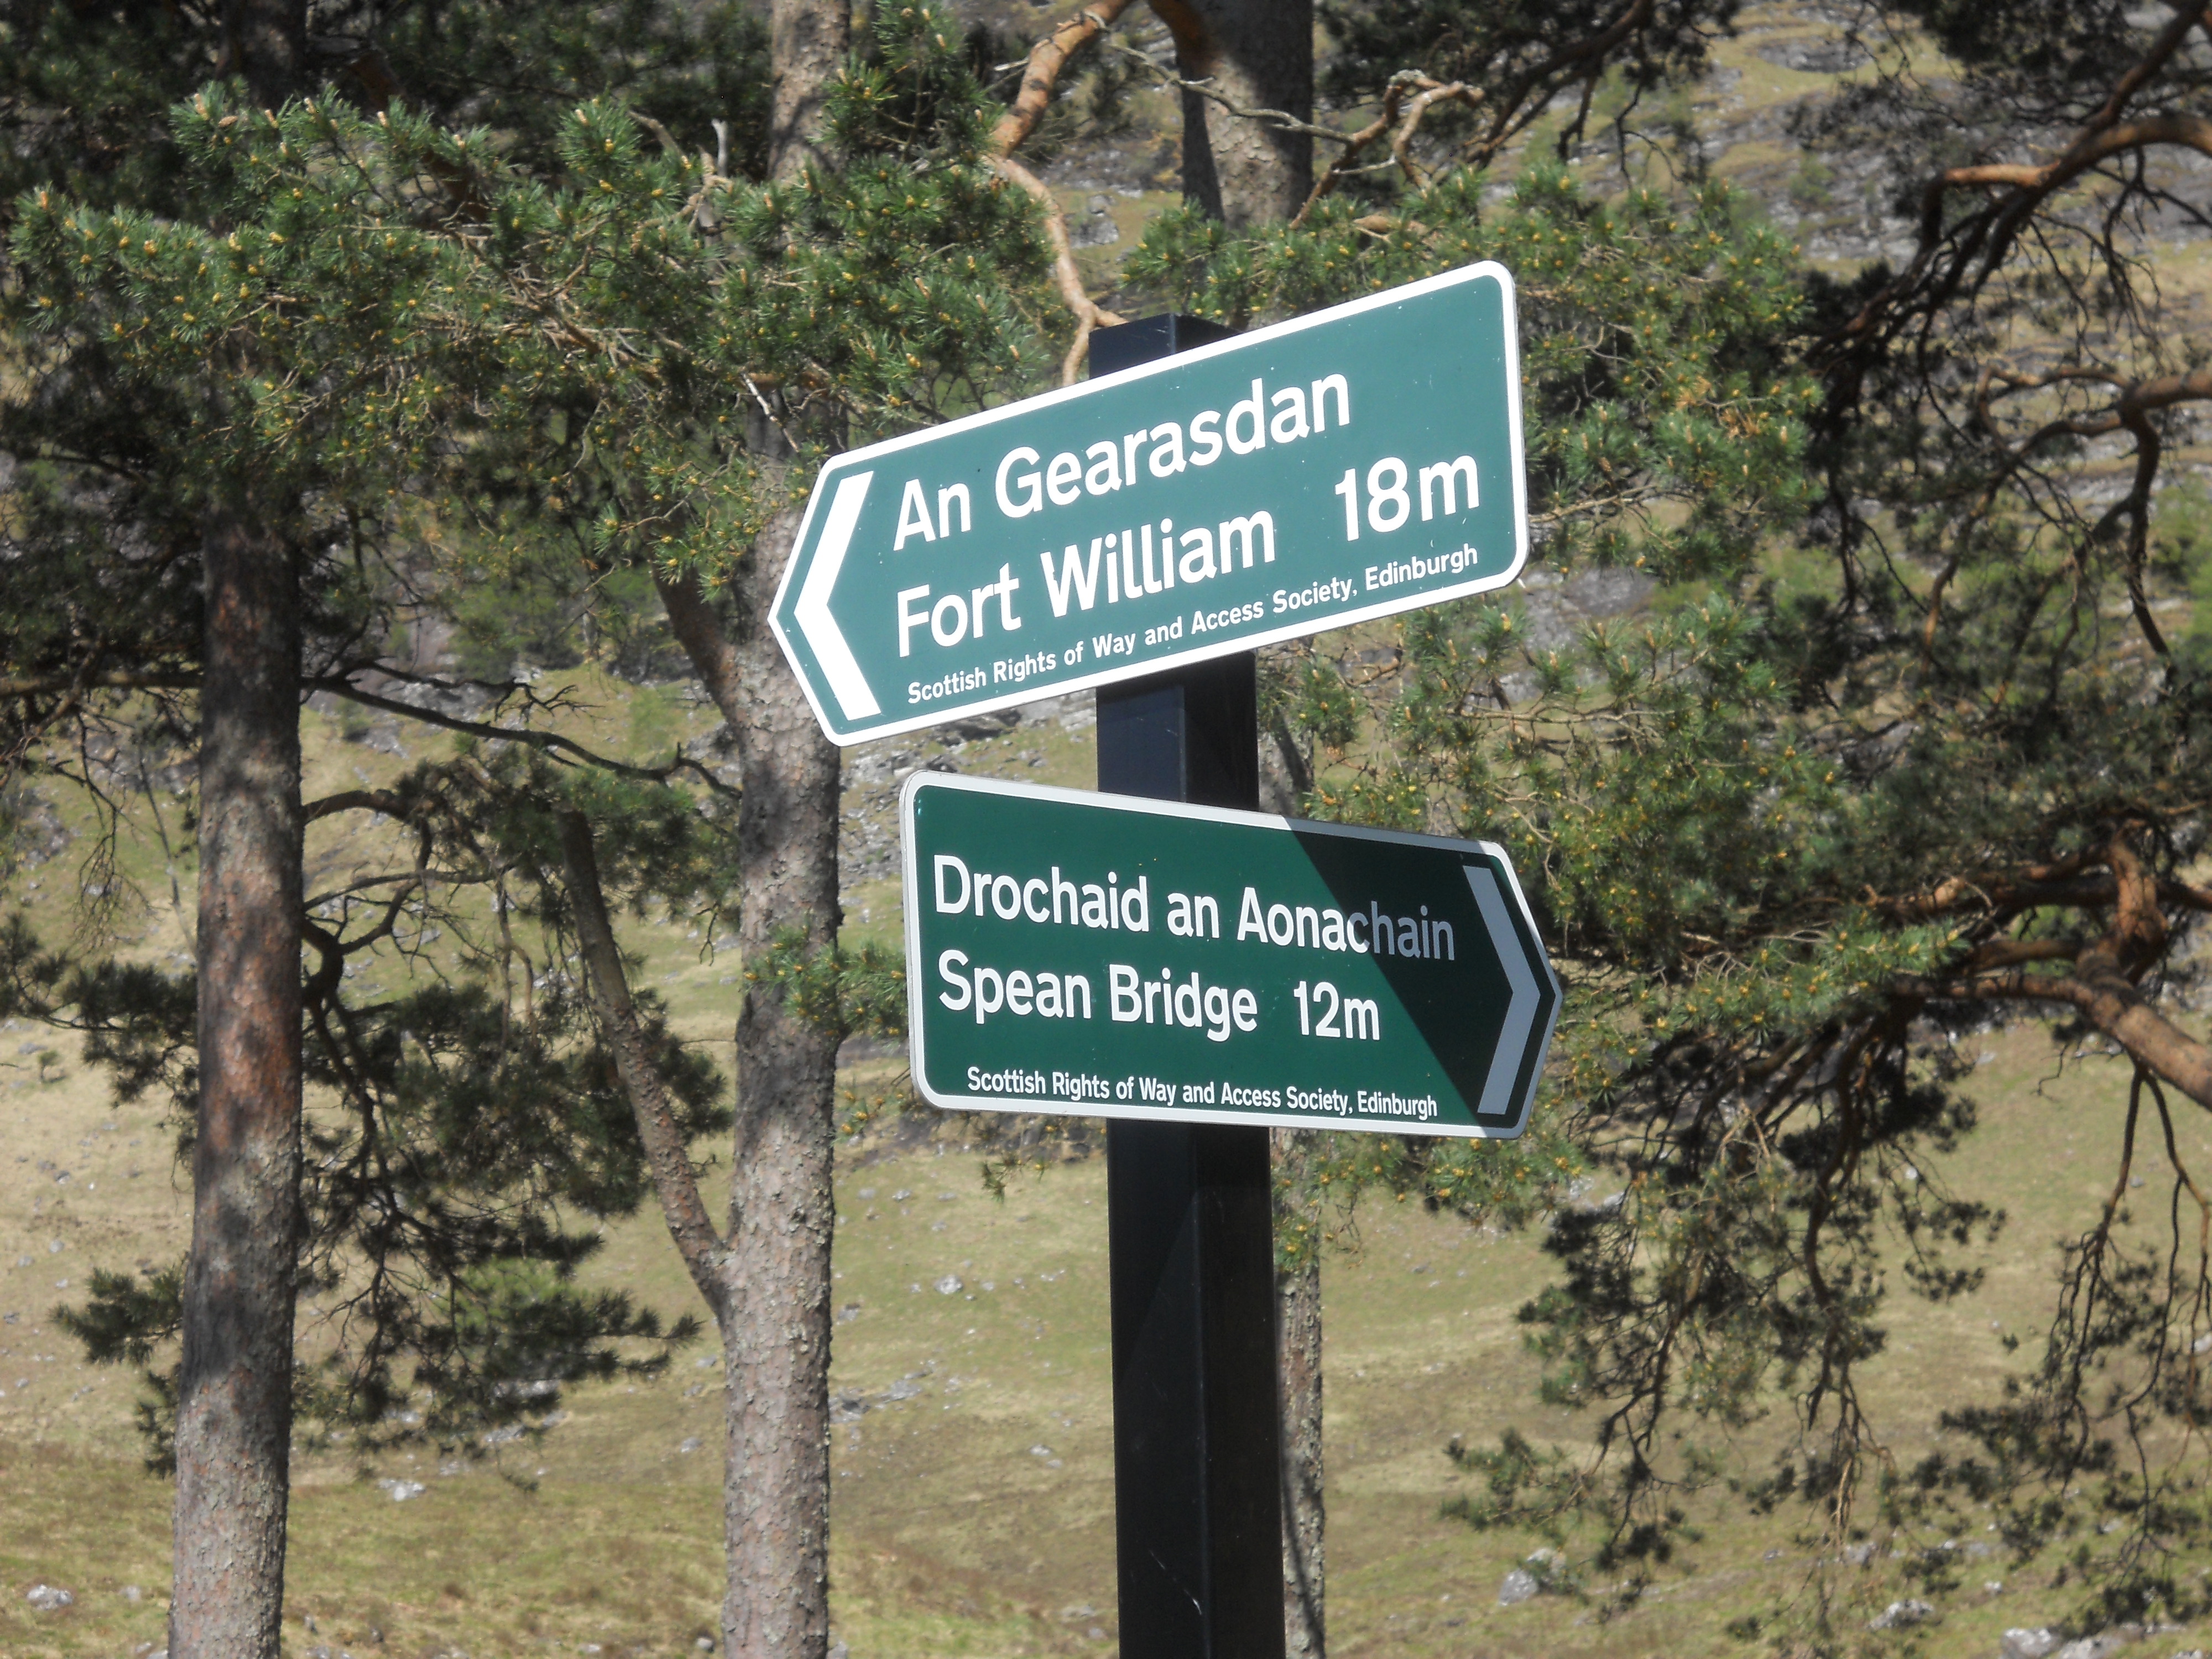 An Gearasdan
Fort William 18m
Scottish Rights of Way and Access Society, Edinburgh
Drochaid an Aonachain
Spean Bridge 12m
Scottish Rights of Way and Access Society, Edinburgh